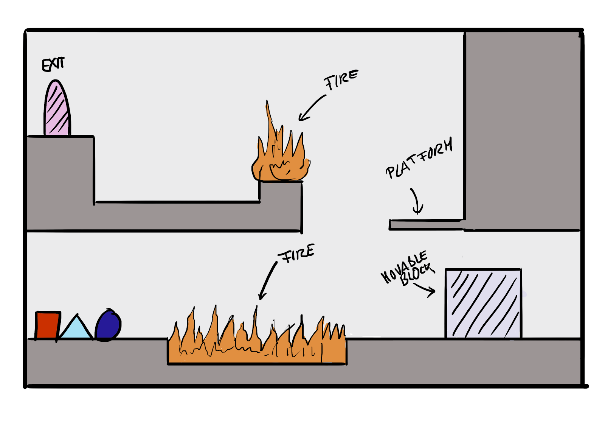 EXIT
FIRE
PLATFORM
FIRE
MOVABLE
BLOCK